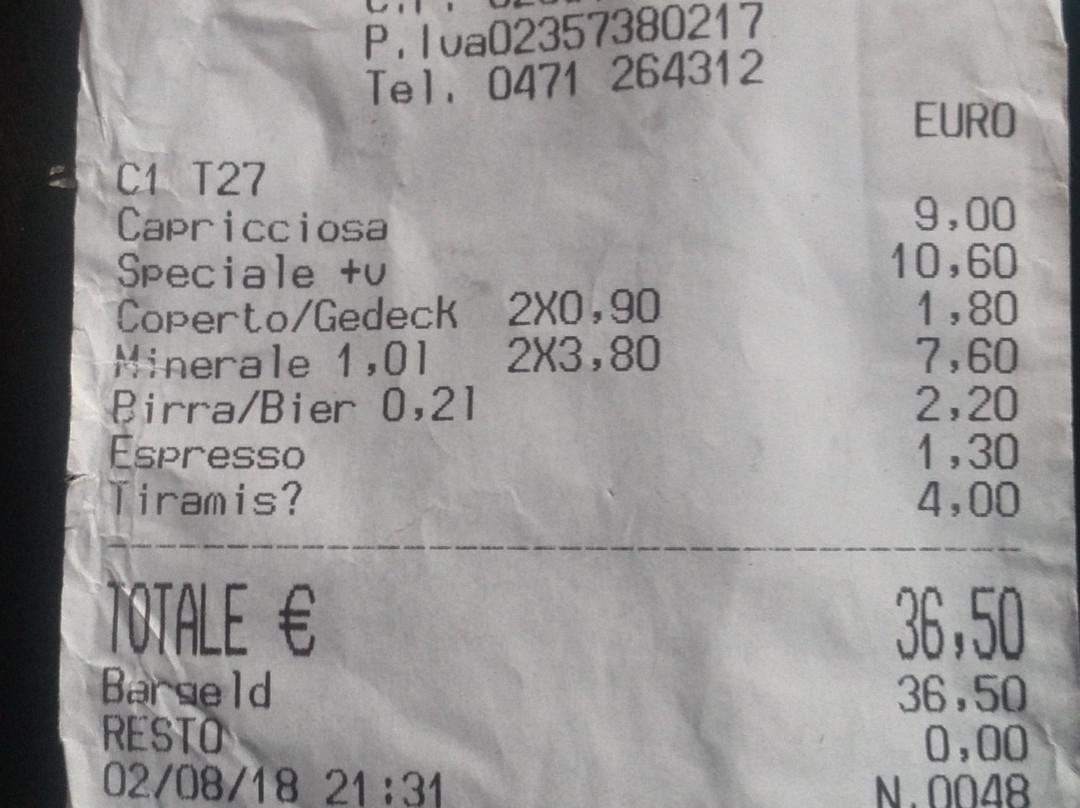 P.Iva02357380217
Tel. 0471 264312
EURO
C1 T27
Capricciosa 9,00
Speciale +v 10,60
Coperto/Gedeck 2X0,90 1,80
Minerale 1,0l 2X3,80 7,60
Birra/Bier 0,2l 2,20
Espresso 1,30
Tiramis? 4,00
TOTALE € 36,50
Bargeld 36,50
RESTO 0,00
02/08/18 21:31 N.0048